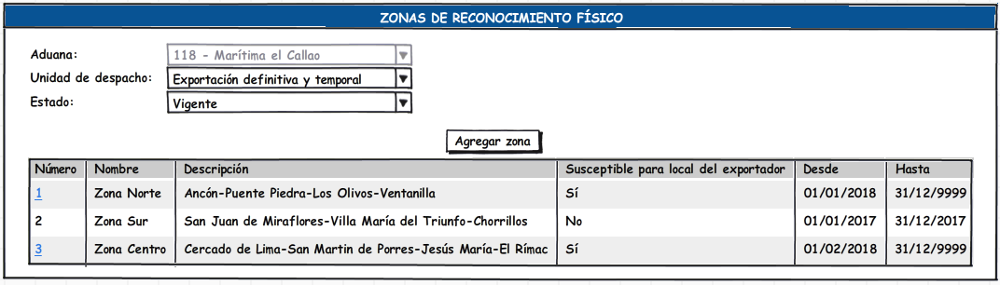 ZONAS DE RECONOCIMIENTO FÍSICO
Aduana: 118 - Marítima el Callao
Unidad de despacho: Exportación definitiva y temporal
Estado: Vigente
Agregar zona
Número Nombre Descripción Susceptible para local del exportador Desde Hasta
1 Zona Norte Ancón-Puente Piedra-Los Olivos-Ventanilla Sí 01/01/2018 31/12/9999
2 Zona Sur San Juan de Miraflores-Villa María del Triunfo-Chorrillos No 01/01/2017 31/12/2017
3 Zona Centro Cercado de Lima-San Martin de Porres-Jesús María-El Rímac Sí 01/02/2018 31/12/9999